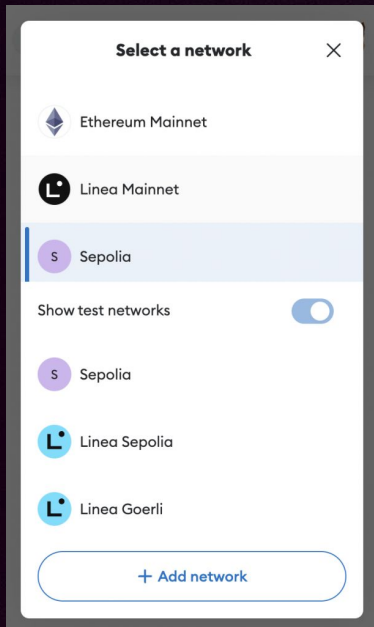 Select a network
Ethereum Mainnet
Linea Mainnet
S Sepolia
Show test networks
S Sepolia
Linea Sepolia
Linea Goerli
+ Add network